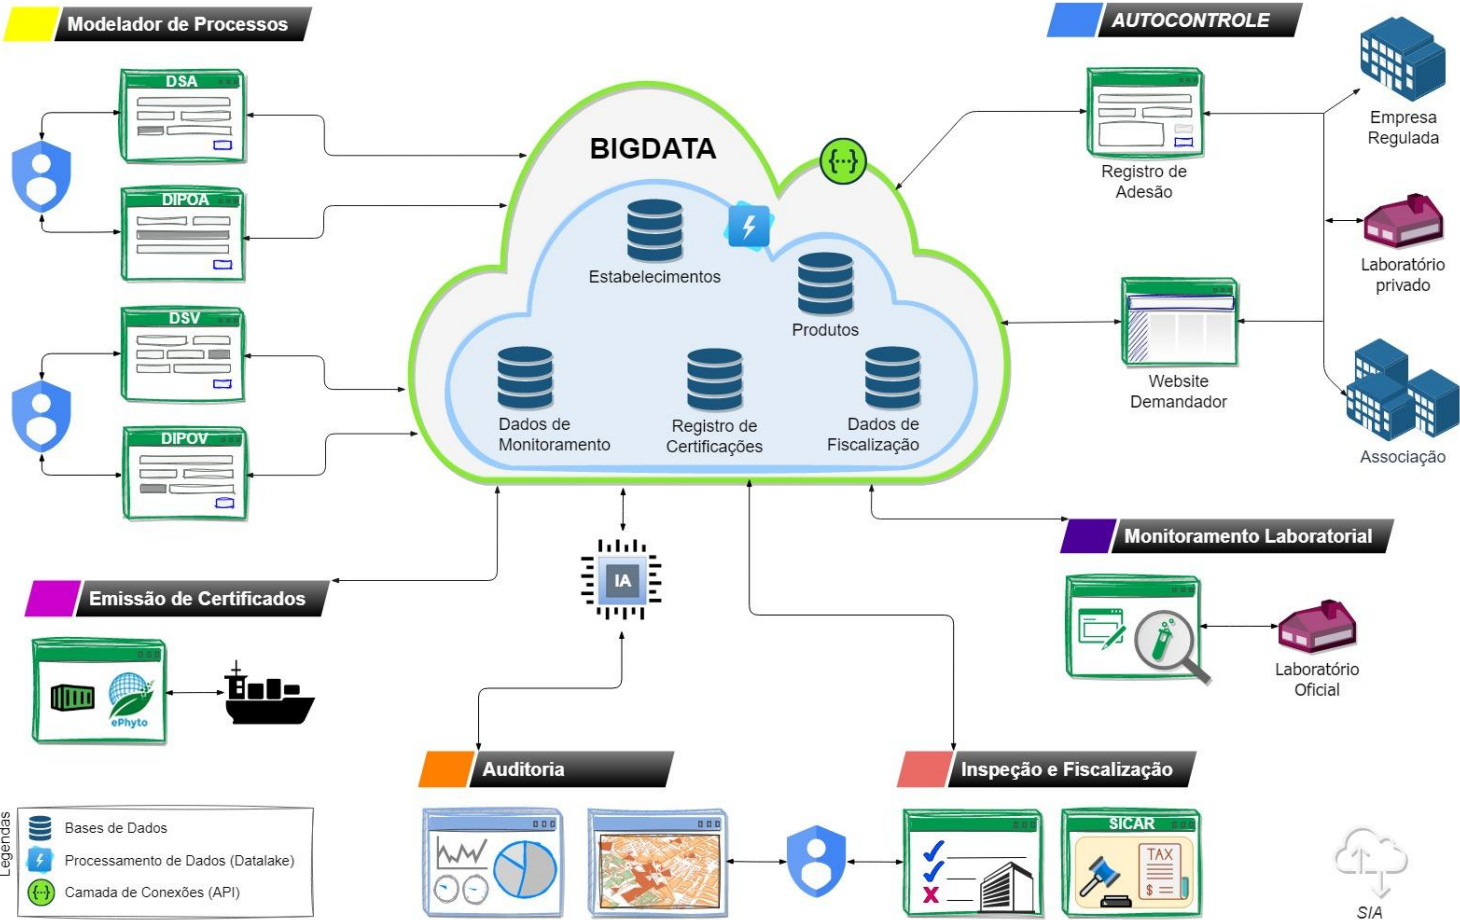 Modelador de Processos
DSA
DIPOA
DSV
DIPOV
BIGDATA
{···}
Estabelecimentos
Produtos
Dados de
Monitoramento
Registro de
Certificações
Dados de
Fiscalização
AUTOCONTROLE
Registro de
Adesão
Website
Demandador
Empresa
Regulada
Laboratório
privado
Associação
Monitoramento Laboratorial
Laboratório
Oficial
Emissão de Certificados
ePhyto
IA
Auditoria
Inspeção e Fiscalização
SICAR
TAX
$ =
Legendas
Bases de Dados
Processamento de Dados (Datalake)
{···}
Camada de Conexões (API)
SIA